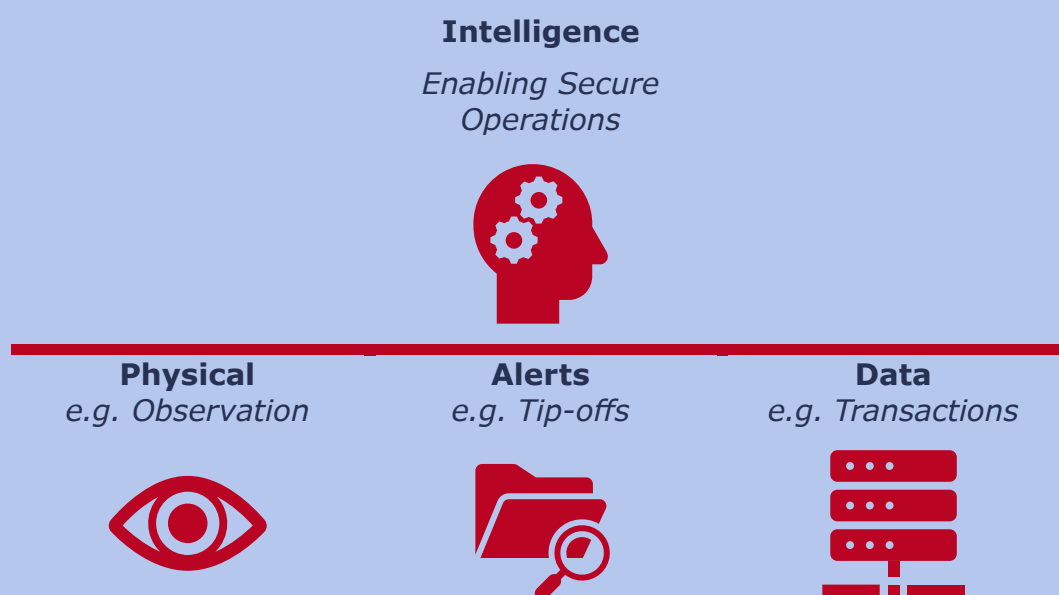 Intelligence
Enabling Secure
Operations
Physical
e.g. Observation
Alerts
e.g. Tip-offs
Data
e.g. Transactions